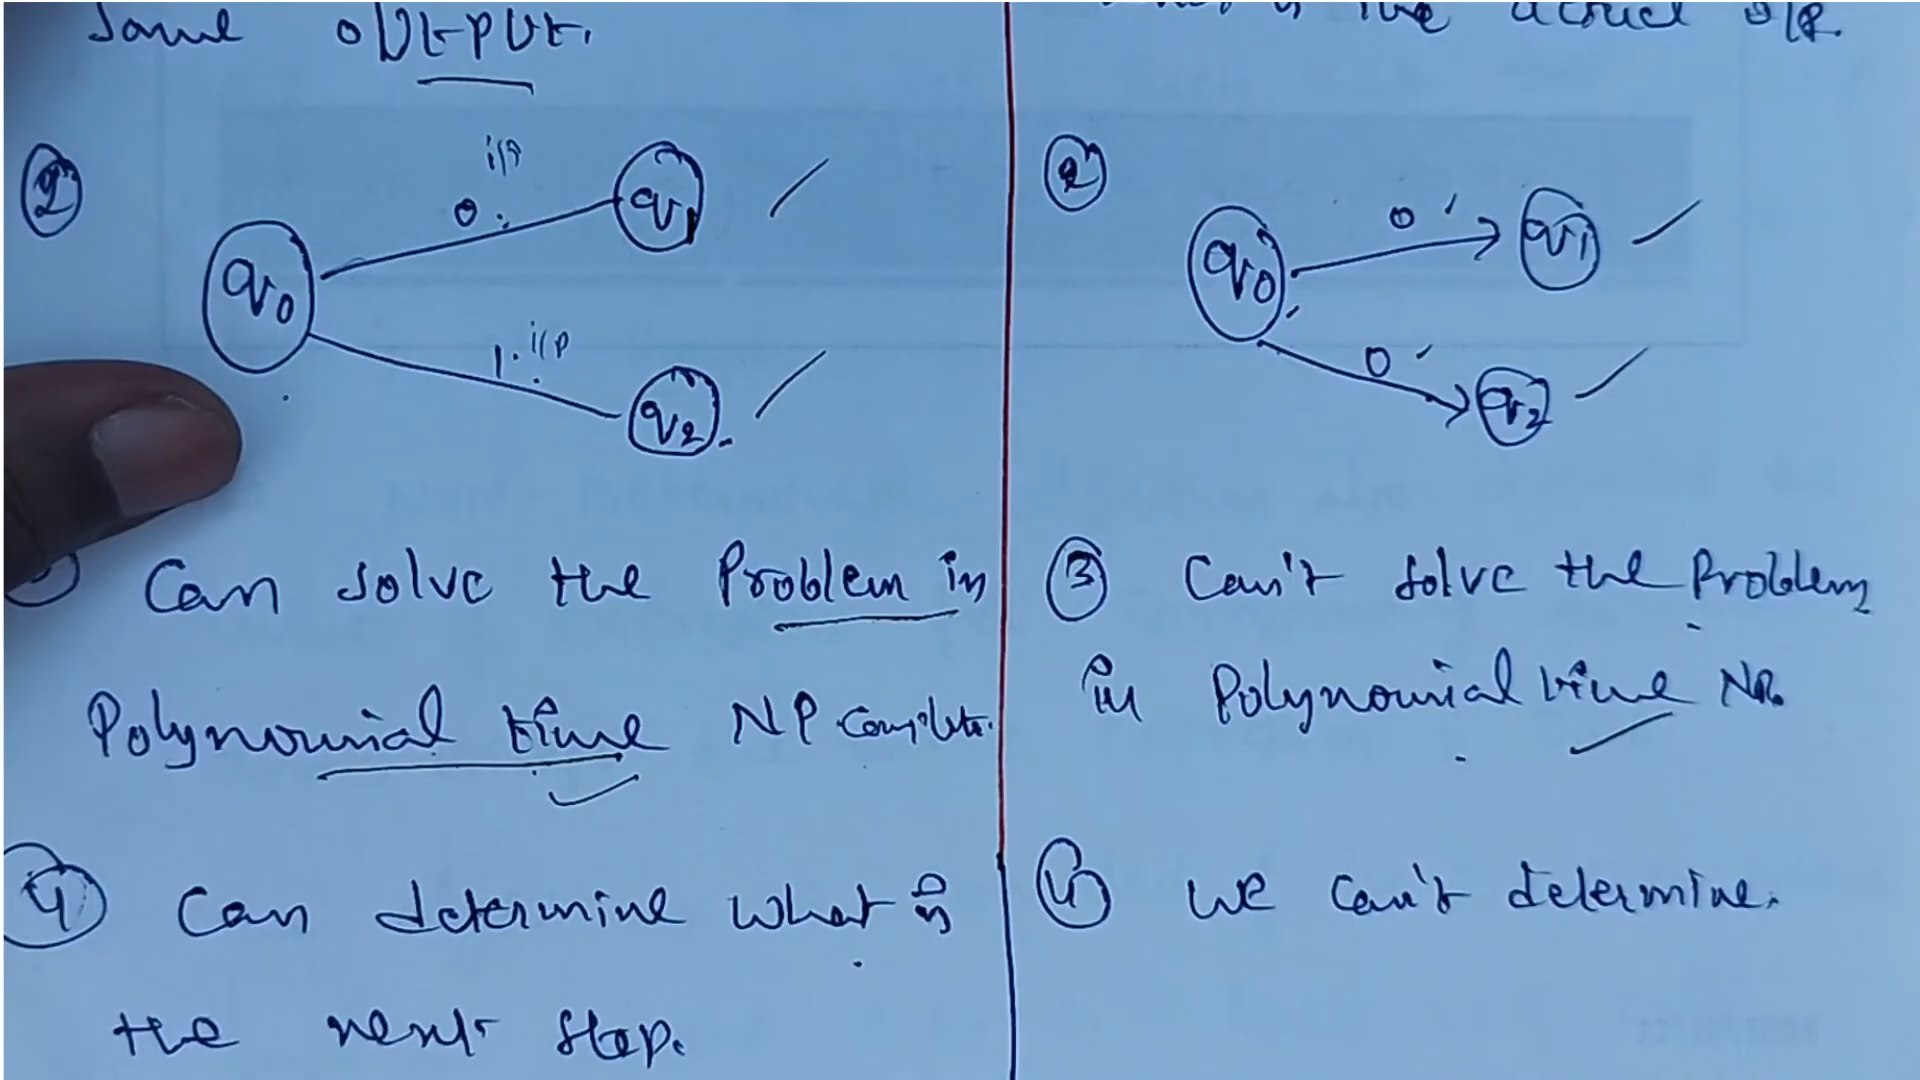 Same output.
the actual o/p.
2
i/p
0
q1
q0
1 i/p
q2
2
0
q1
q0
0
q2
Can solve the Problem in
Polynomial time NP complete.
3 Can't solve the Problem
in Polynomial time NP.
4 Can determine what is
the next step.
4 We can't determine.